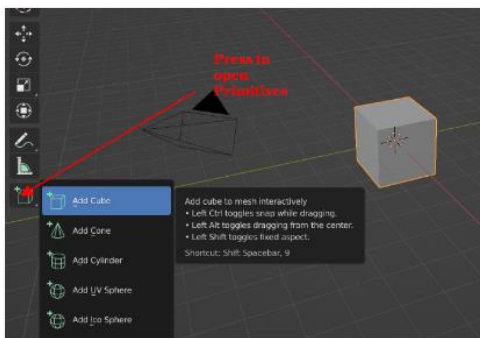 Press in
open
Primitives
Add Cube
Add Cone
Add Cylinder
Add UV Sphere
Add Ico Sphere
Add cube to mesh interactively
• Left Ctrl toggles snap while dragging.
• Left Alt toggles dragging from the center.
• Left Shift toggles fixed aspect.
Shortcut: Shift Spacebar, 9